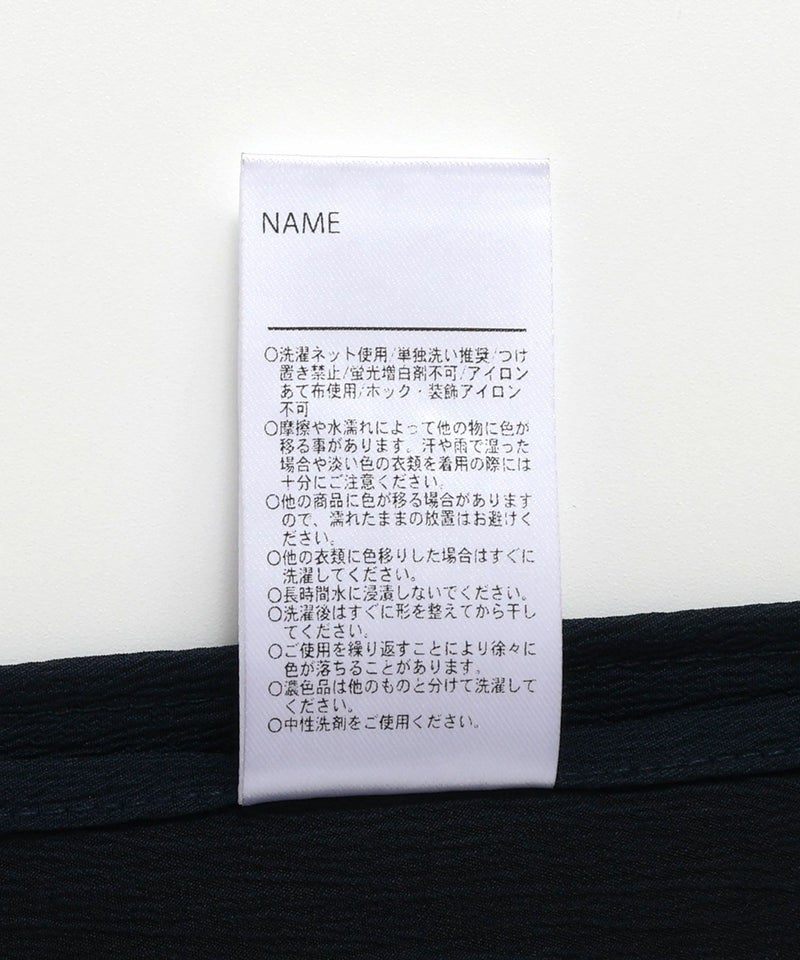 NAME
○洗濯ネット使用/単独洗い推奨/つけ
置き禁止/蛍光増白剤不可/アイロン
あて布使用/ホック・装飾アイロン
不可
○摩擦や水濡れによって他の物に色が
移る事があります。汗や雨で湿った
場合や淡い色の衣類を着用の際には
十分にご注意ください。
○他の商品に色が移る場合があります
ので、濡れたままの放置はお避けく
ださい。
○他の衣類に色移りした場合はすぐに
洗濯してください。
○長時間水に浸漬しないでください。
○洗濯後はすぐに形を整えてから干し
てください。
○ご使用を繰り返すことにより徐々に
色が落ちることがあります。
○濃色品は他のものと分けて洗濯して
ください。
○中性洗剤をご使用ください。